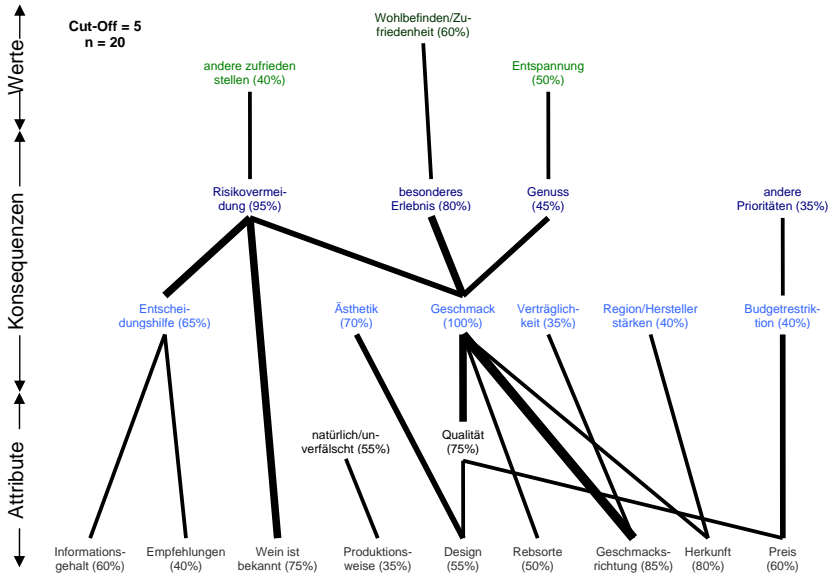 Cut-Off = 5
n = 20
Wohlbefinden/Zu-
friedenheit (60%)
andere zufrieden
stellen (40%)
Entspannung
(50%)
Werte
Risikovermei-
dung (95%)
besonderes
Erlebnis (80%)
Genuss
(45%)
andere
Prioritäten (35%)
Konsequenzen
Entschei-
dungshilfe (65%)
Ästhetik
(70%)
Geschmack
(100%)
Verträglich-
keit (35%)
Region/Hersteller
stärken (40%)
Budgetrestrik-
tion (40%)
natürlich/un-
verfälscht (55%)
Qualität
(75%)
Attribute
Informations-
gehalt (60%)
Empfehlungen
(40%)
Wein ist
bekannt (75%)
Produktions-
weise (35%)
Design
(55%)
Rebsorte
(50%)
Geschmacks-
richtung (85%)
Herkunft
(80%)
Preis
(60%)